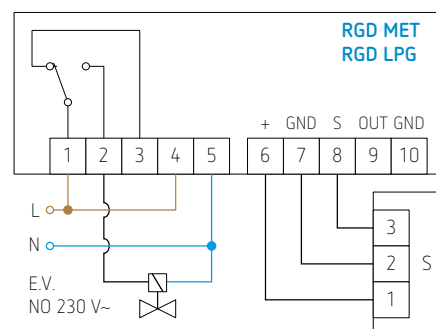 RGD MET
RGD LPG
+ GND S OUT GND
1 2 3 4 5 6 7 8 9 10
L
N
E.V.
NO 230 V~
3
2
1
S